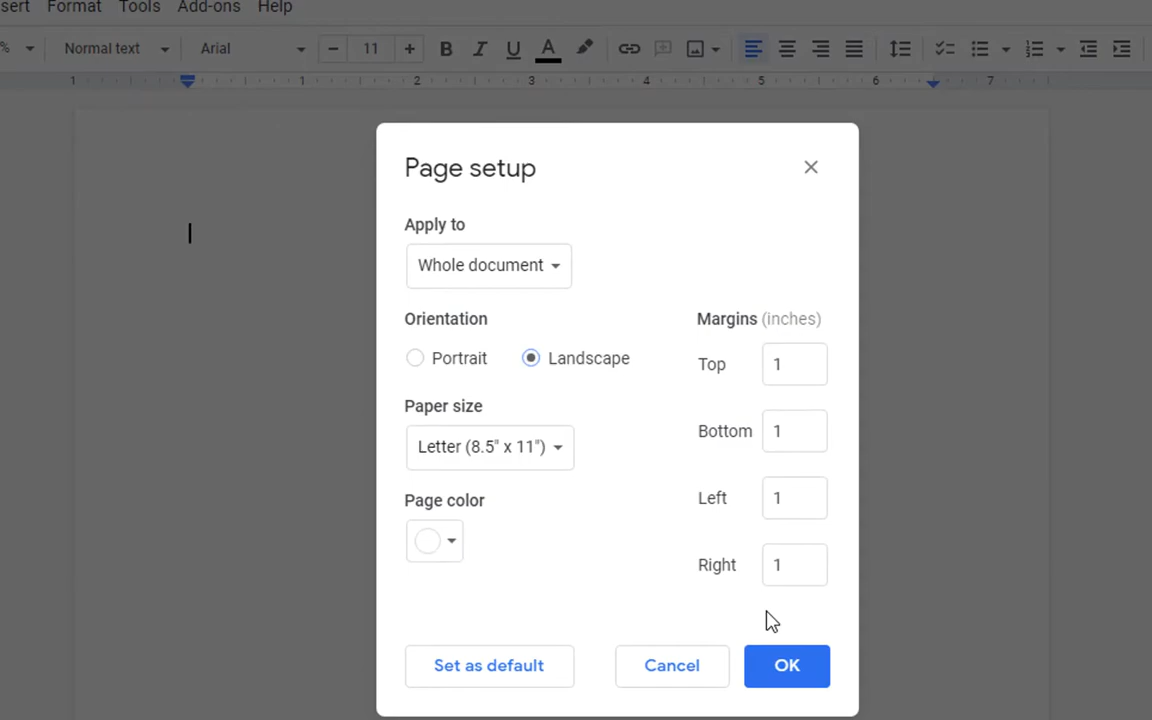 Format Tools Add-ons Help
% Normal text Arial 11 B I U A
1 1 2 3 4 5 6 7
Page setup
Apply to
Whole document
Orientation Margins (inches)
Portrait Landscape Top 1
Paper size
Letter (8.5" x 11") Bottom 1
Page color Left 1
Right 1
Set as default Cancel OK